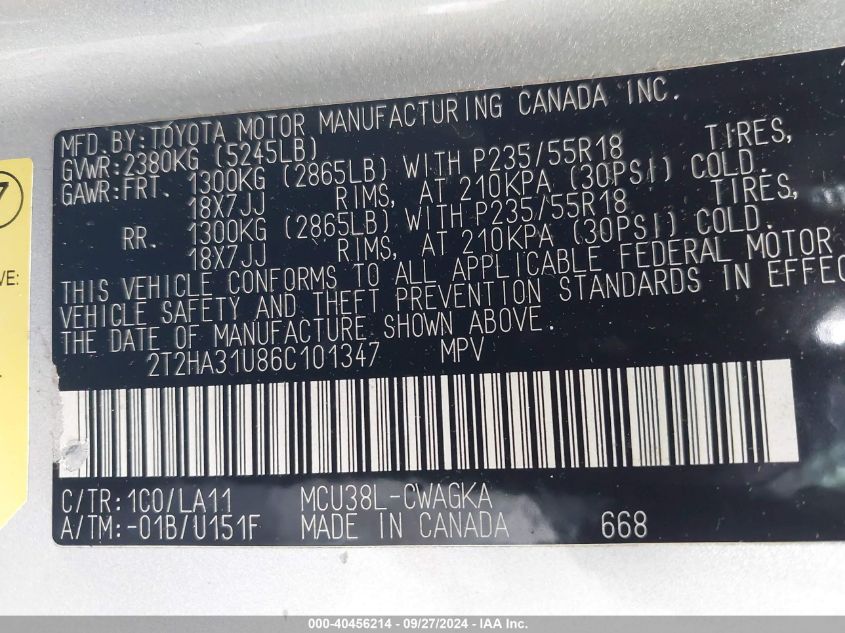 MFD.BY:TOYOTA MOTOR MANUFACTURING CANADA INC.
GVWR:2380KG (5245LB)
GAWR:FRT. 1300KG (2865LB) WITH P235/55R18 TIRES,
18X7JJ RIMS, AT 210KPA (30PSI) COLD.
RR. 1300KG (2865LB) WITH P235/55R18 TIRES,
18X7JJ RIMS, AT 210KPA (30PSI) COLD.
THIS VEHICLE CONFORMS TO ALL APPLICABLE FEDERAL MOTOR
VEHICLE SAFETY AND THEFT PREVENTION STANDARDS IN EFFEC
THE DATE OF MANUFACTURE SHOWN ABOVE.
2T2HA31U86C101347 MPV
C/TR:1C0/LA11 MCU38L-CWAGKA
A/TM:-01B/U151F MADE IN CANADA 668
7
VE:
000-40456214 - 09/27/2024 - IAA Inc.